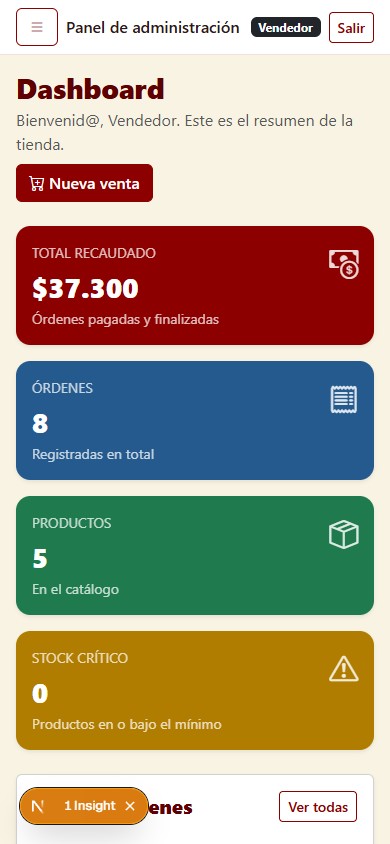 Panel de administración
Vendedor
Salir
Dashboard
Bienvenid@, Vendedor. Este es el resumen de la
tienda.
Nueva venta
TOTAL RECAUDADO
$37.300
Órdenes pagadas y finalizadas
ÓRDENES
8
Registradas en total
PRODUCTOS
5
En el catálogo
STOCK CRÍTICO
0
Productos en o bajo el mínimo
N 1 Insight
enes
Ver todas